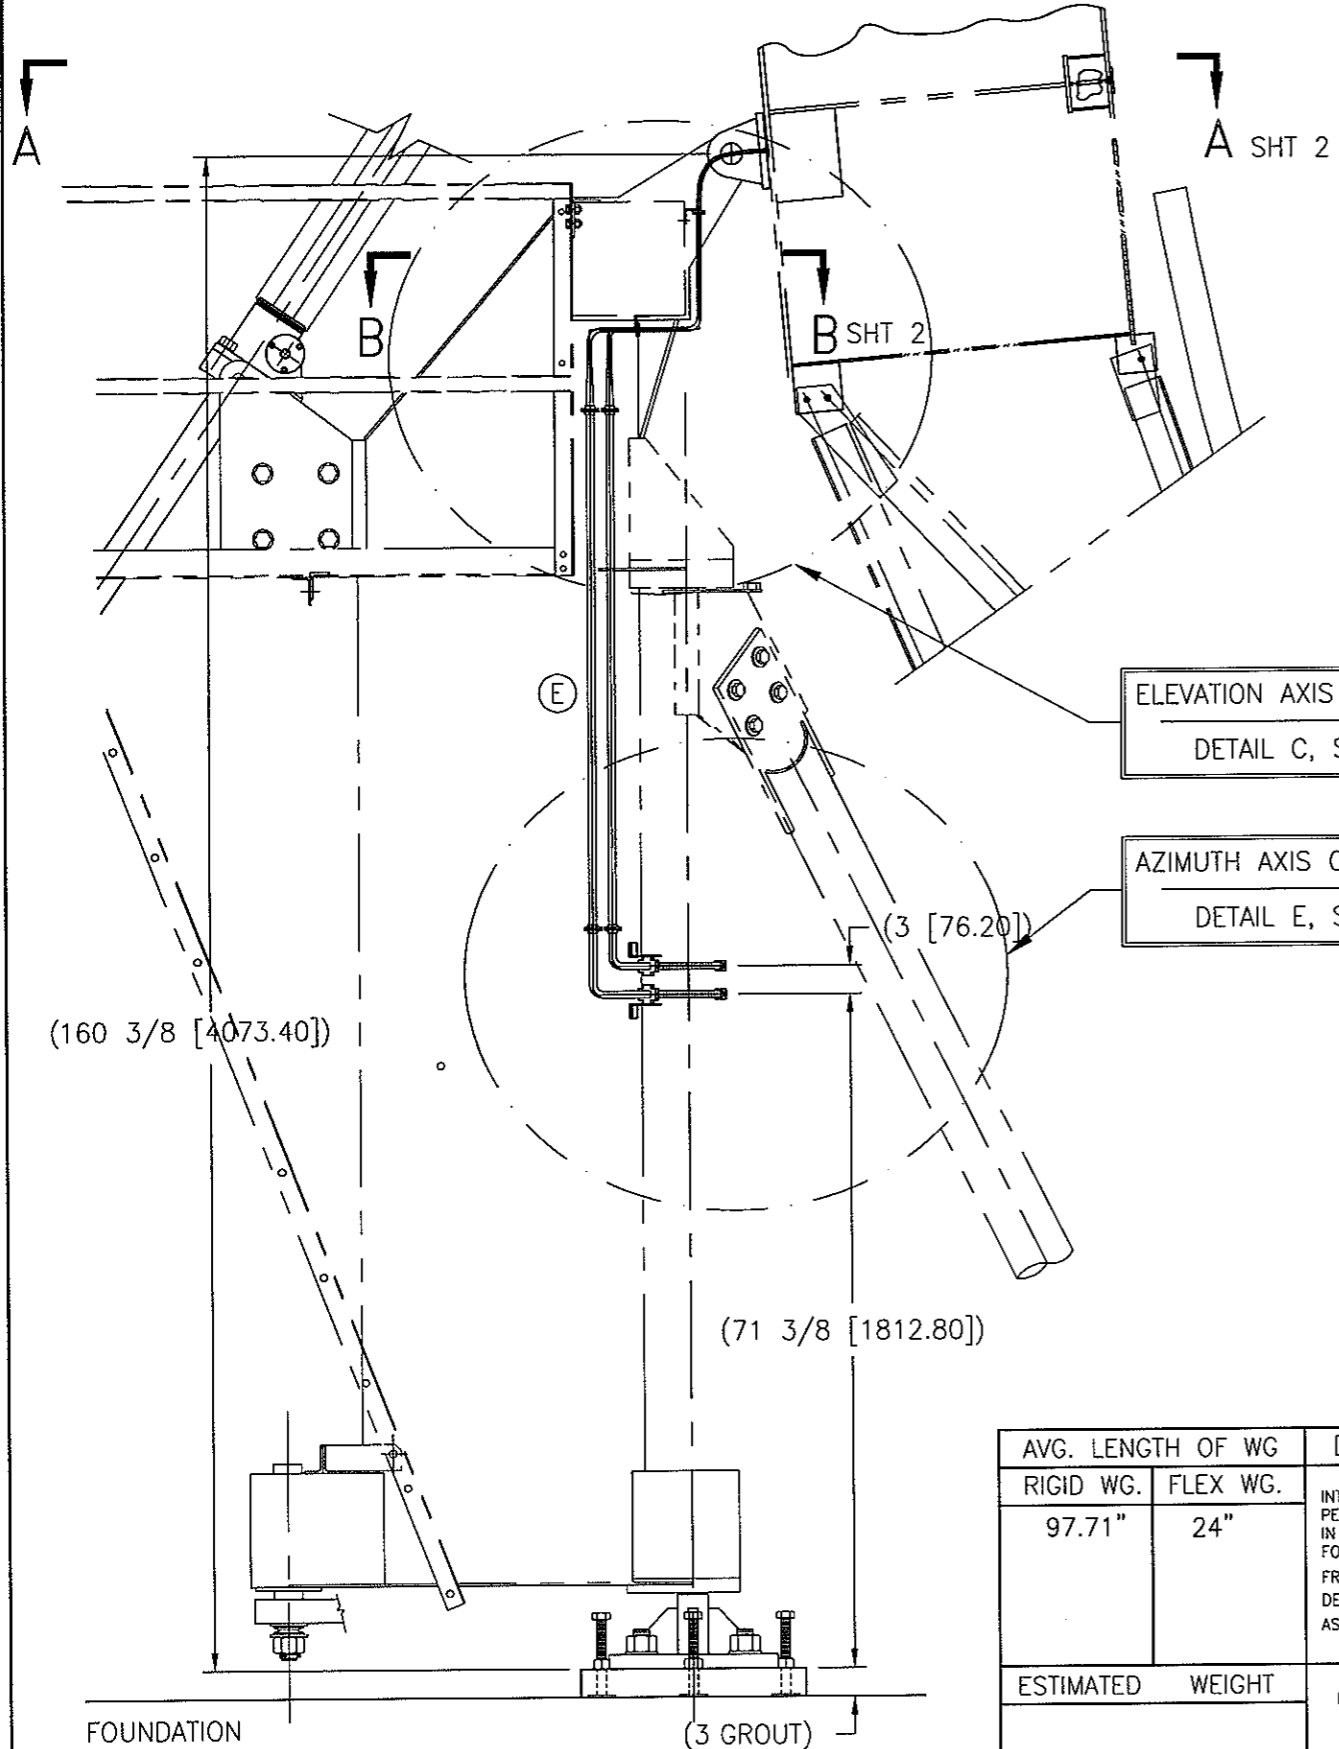 A
A SHT 2
B
B SHT 2
E
ELEVATION AXIS
DETAIL C,
AZIMUTH AXIS
DETAIL E,
(3 [76.20])
(160 3/8 [4073.40])
(71 3/8 [1812.80])
AVG. LENGTH OF WG
RIGID WG.
FLEX WG.
97.71"
24"
IN
ESTIMATED WEIGHT
FOUNDATION
(3 GROUT)